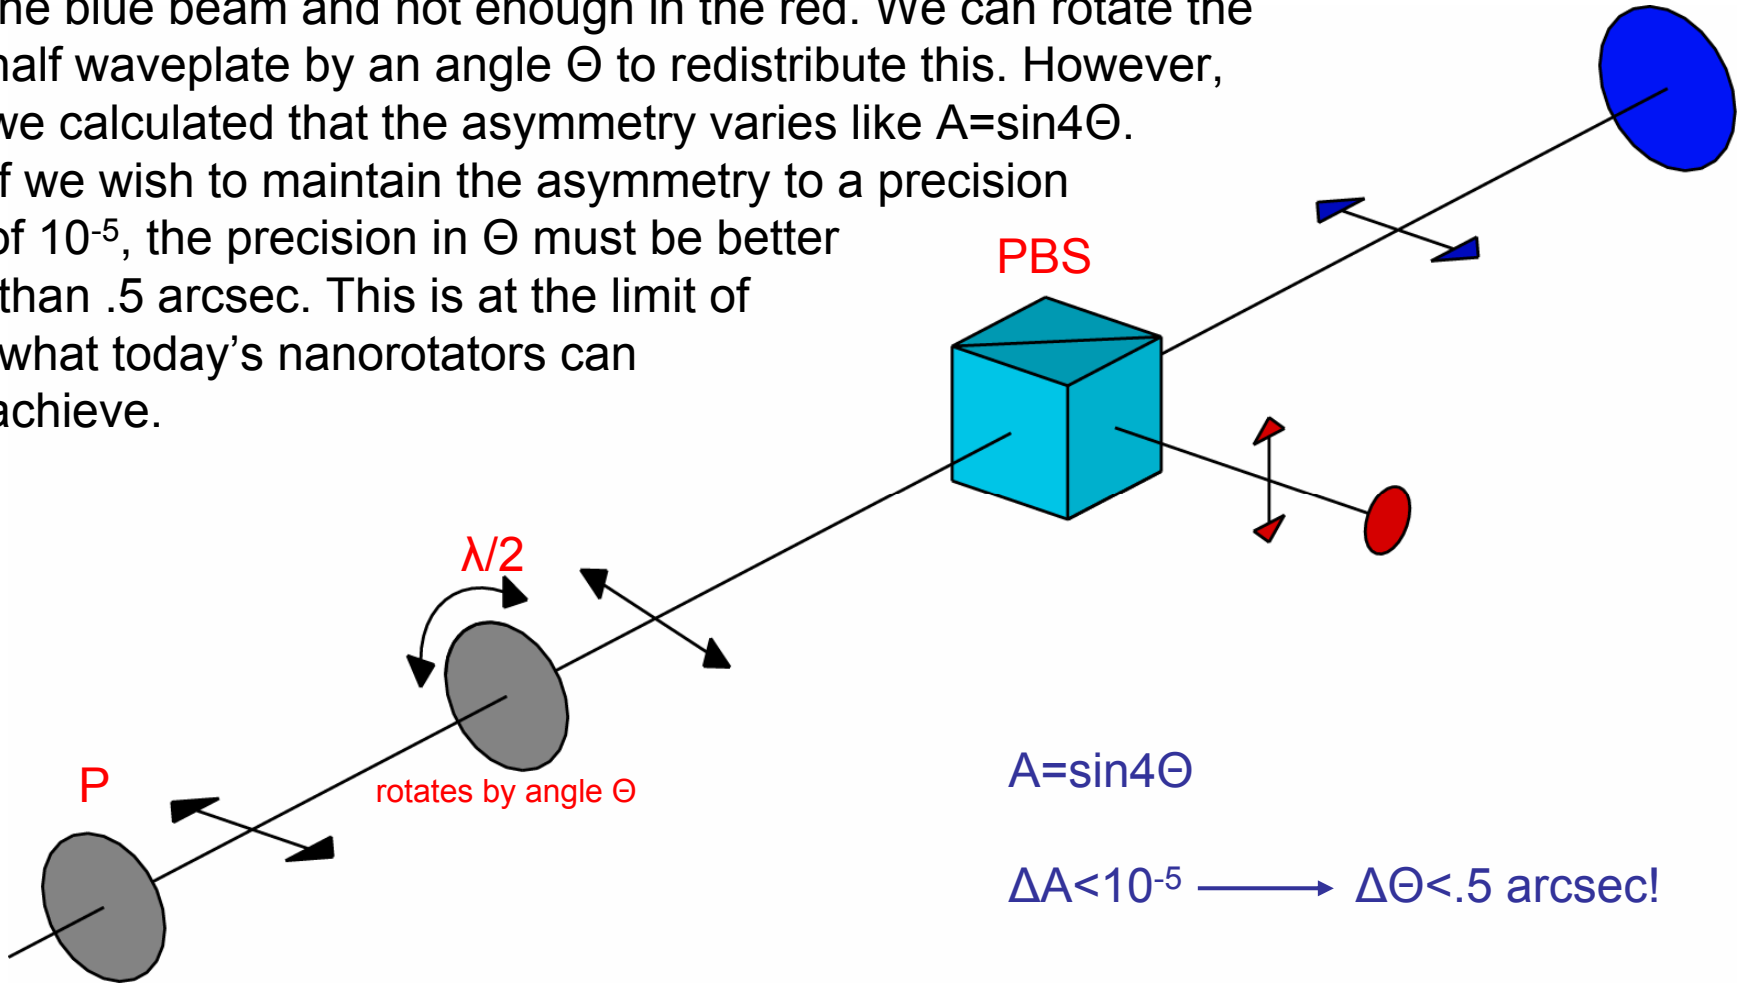 he blue beam and not enough in the red. We can rotate the
half waveplate by an angle Θ to redistribute this. However,
we calculated that the asymmetry varies like A=sin4Θ.
f we wish to maintain the asymmetry to a precision
of 10⁻⁵, the precision in Θ must be better
than .5 arcsec. This is at the limit of
what today’s nanorotators can
achieve.
PBS
λ/2
P
rotates by angle Θ
A=sin4Θ
ΔA<10⁻⁵ ⟶ ΔΘ<.5 arcsec!